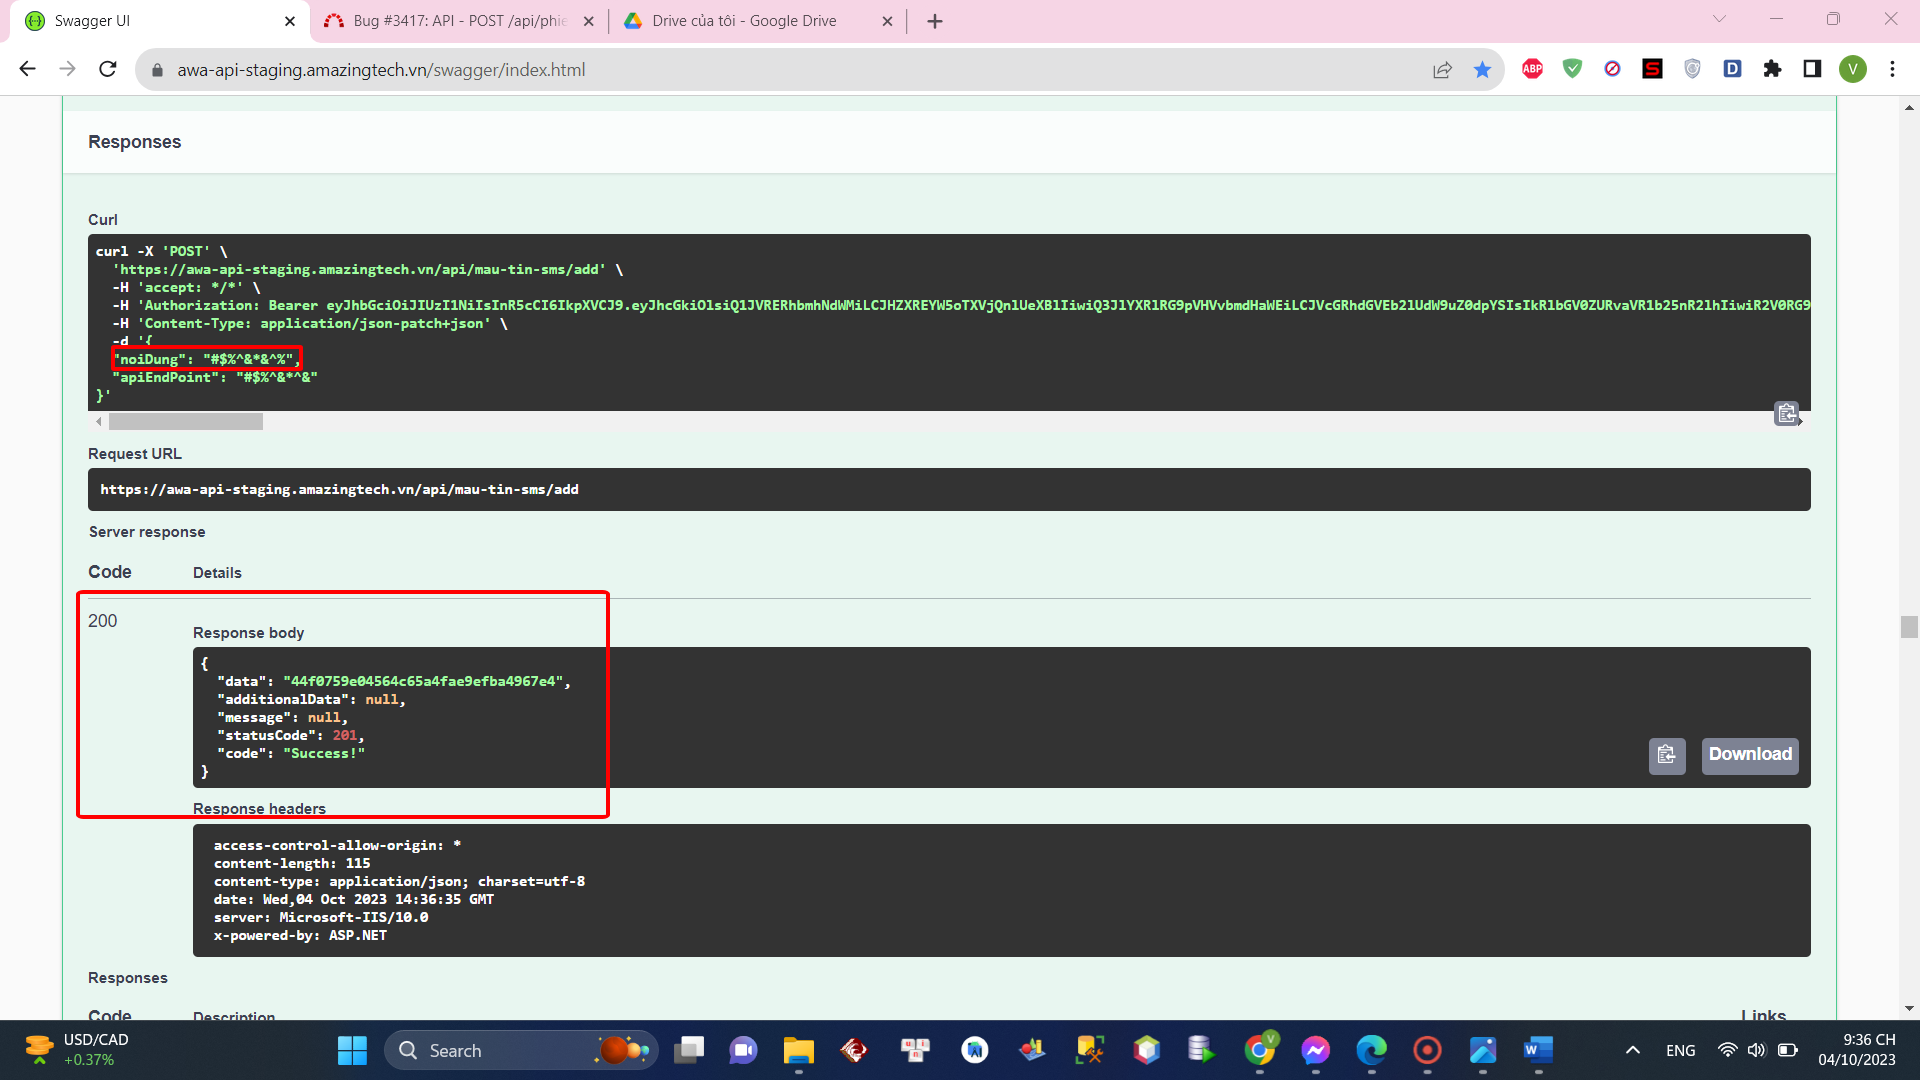 Swagger UI
Bug #3417: API - POST /api/phie
Drive của tôi - Google Drive
awa-api-staging.amazingtech.vn/swagger/index.html
ABP
S
D
V
Responses
Curl
curl -X 'POST' \
'https://awa-api-staging.amazingtech.vn/api/mau-tin-sms/add' \
-H 'accept: */*' \
-H 'Content-Type: application/json-patch+json' \
-d '{
"noiDung": "#$%^&*&^%",
"apiEndPoint": "#$%^&*^&"
}'
Request URL
https://awa-api-staging.amazingtech.vn/api/mau-tin-sms/add
Server response
Code
Details
200
Response body
{
"data": "44f0759e04564c65a4fae9efba4967e4",
"additionalData": null,
"message": null,
"statusCode": 201,
"code": "Success!"
}
Download
Response headers
access-control-allow-origin: *
content-length: 115
content-type: application/json; charset=utf-8
date: Wed,04 Oct 2023 14:36:35 GMT
server: Microsoft-IIS/10.0
x-powered-by: ASP.NET
Responses
Code
Description
Links
USD/CAD
+0.37%
Search
V
ENG
9:36 CH
04/10/2023